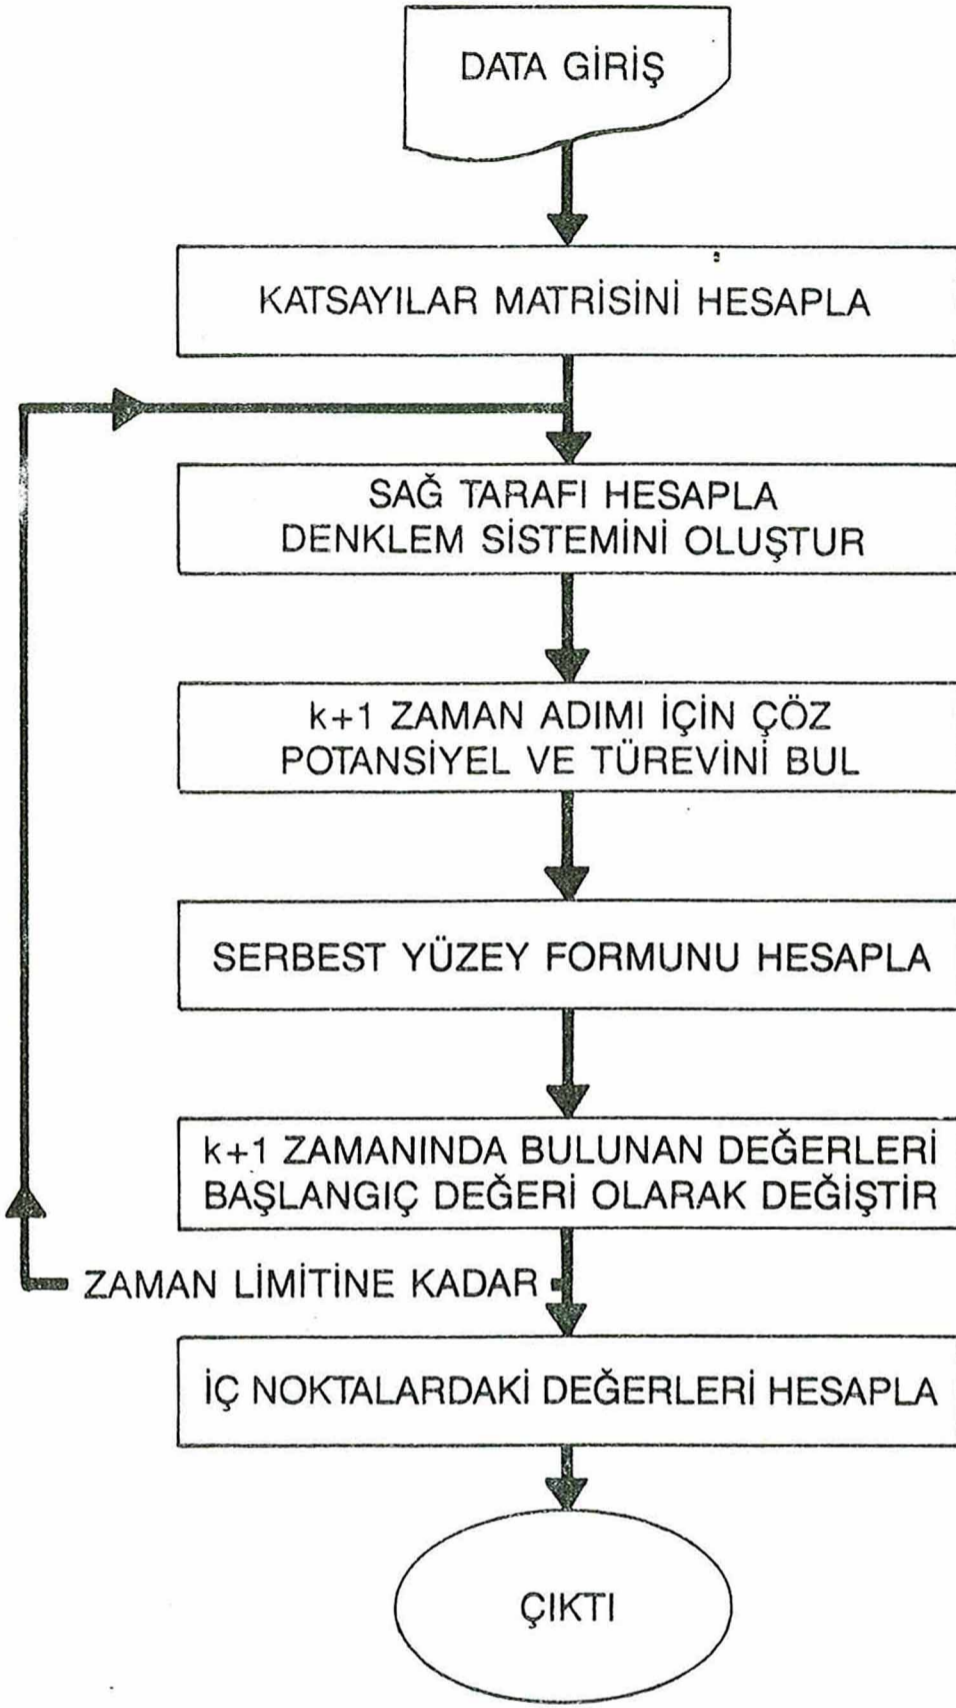 DATA GİRİŞ
KATSAYILAR MATRİSİNİ HESAPLA
SAĞ TARAFI HESAPLA
DENKLEM SİSTEMİNİ OLUŞTUR
k+1 ZAMAN ADIMI İÇİN ÇÖZ
POTANSİYEL VE TÜREVİNİ BUL
SERBEST YÜZEY FORMUNU HESAPLA
k+1 ZAMANINDA BULUNAN DEĞERLERİ
BAŞLANGIÇ DEĞERİ OLARAK DEĞİŞTİR
ZAMAN LİMİTİNE KADAR
İÇ NOKTALARDAKİ DEĞERLERİ HESAPLA
ÇIKTI